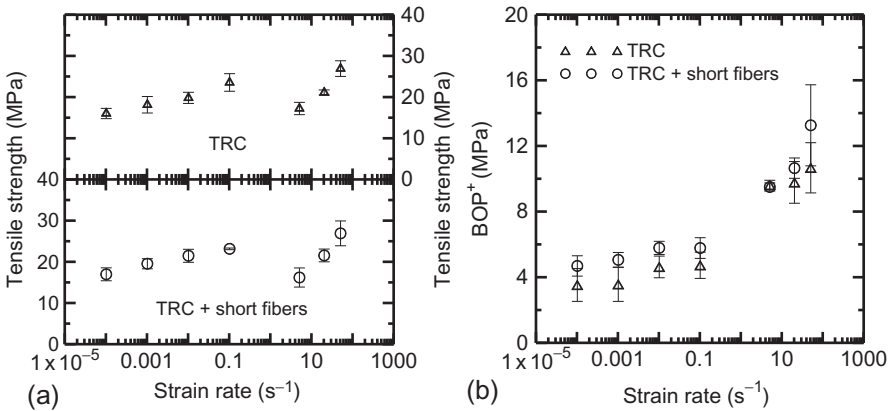 Tensile strength (MPa)
40
30
20
10
0
TRC
40
30
20
10
0
TRC + short fibers
1 × 10⁻⁵ 0.001 0.1 10 1000
Strain rate (s⁻¹)
Tensile strength (MPa)
(a)
20
16
12
8
4
0
BOP⁺ (MPa)
TRC
TRC + short fibers
1 × 10⁻⁵ 0.001 0.1 10 1000
Strain rate (s⁻¹)
(b)